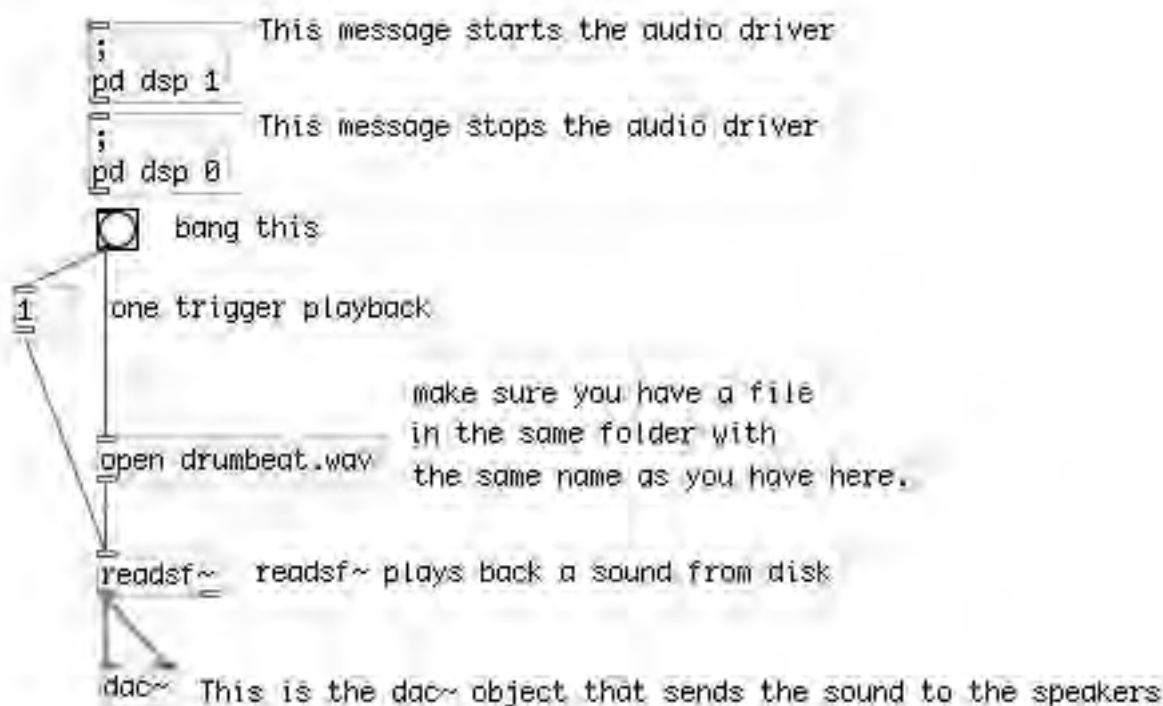 ; This message starts the audio driver
pd dsp 1
; This message stops the audio driver
pd dsp 0
bang this
1 one trigger playback
make sure you have a file
in the same folder with
open drumbeat.wav
the same name as you have here.
readsf~ readsf~ plays back a sound from disk
dac~ This is the dac~ object that sends the sound to the speakers